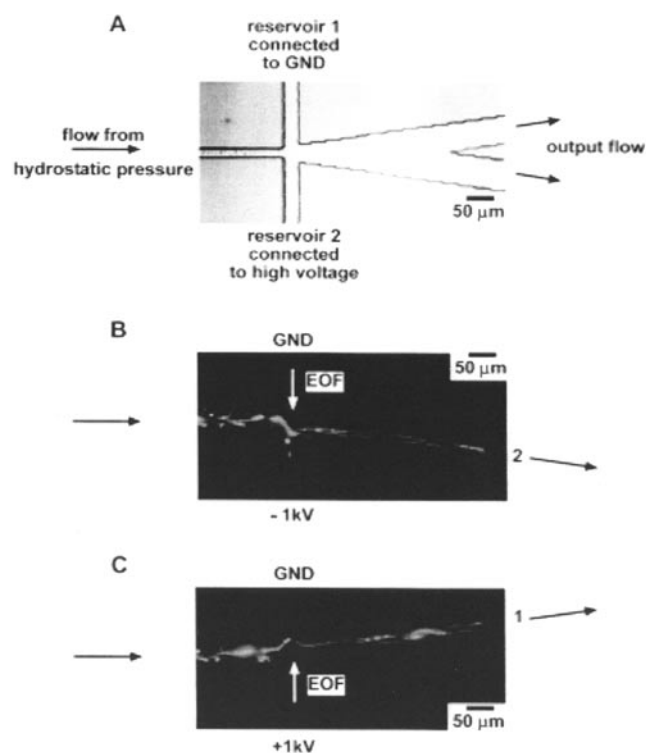 A
reservoir 1
connected
to GND
flow from
hydrostatic pressure
output flow
50 μm
reservoir 2
connected
to high voltage
B
GND
50 μm
EOF
2
- 1kV
C
GND
1
EOF
50 μm
+1kV